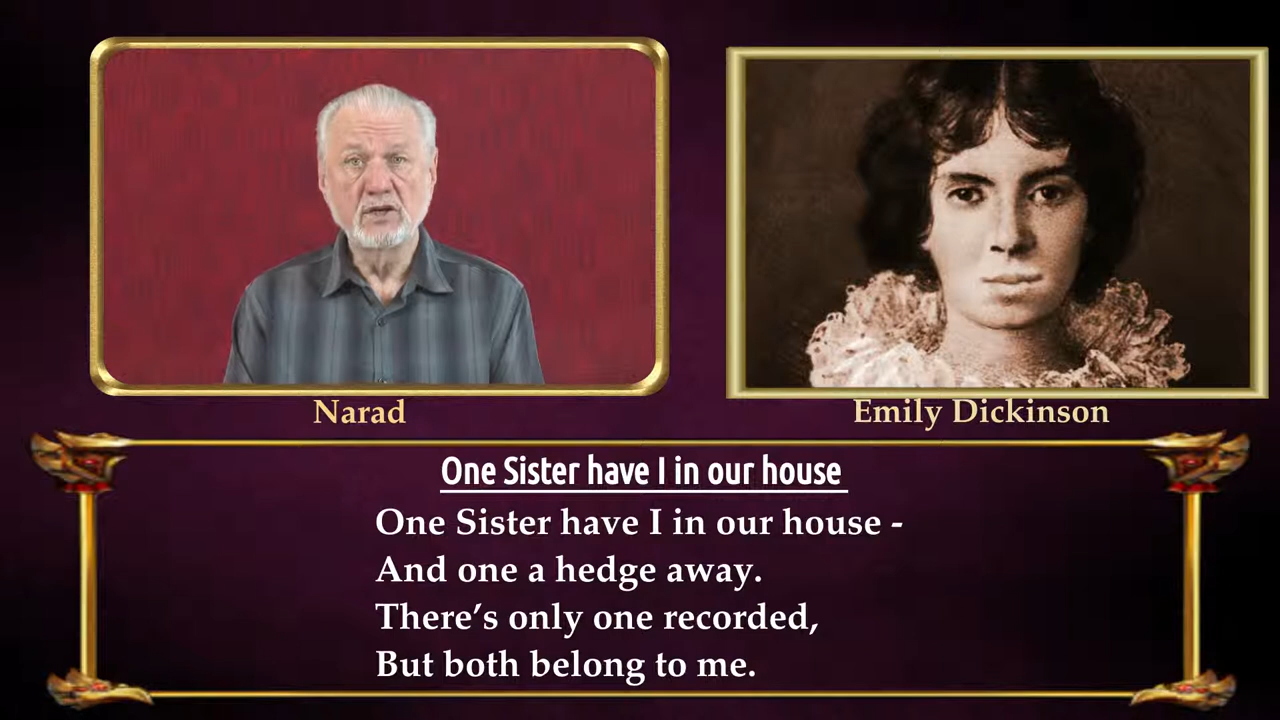 Narad
Emily Dickinson
One Sister have I in our house
One Sister have I in our house -
And one a hedge away.
There’s only one recorded,
But both belong to me.